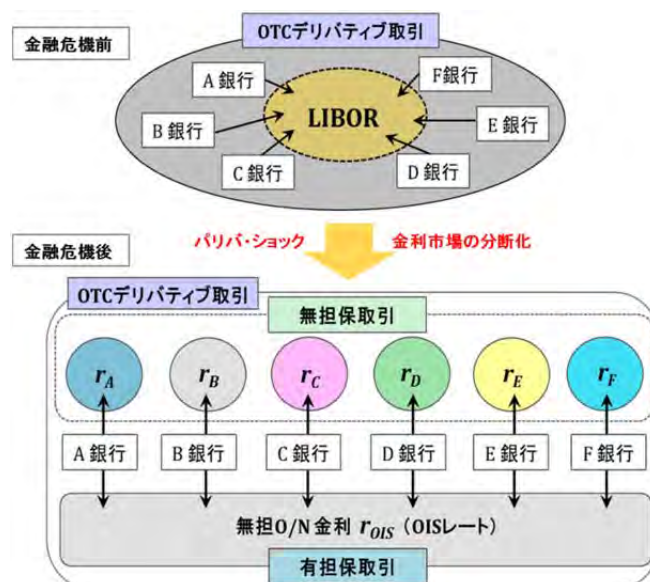 金融危機前
OTCデリバティブ取引
A 銀行
F銀行
B 銀行
LIBOR
E 銀行
C 銀行
D 銀行
パリバ・ショック
金利市場の分断化
金融危機後
OTCデリバティブ取引
無担保取引
r_A
r_B
r_C
r_D
r_E
r_F
A 銀行
B 銀行
C 銀行
D 銀行
E 銀行
F 銀行
無担O/N金利 r_OIS (OISレート)
有担保取引